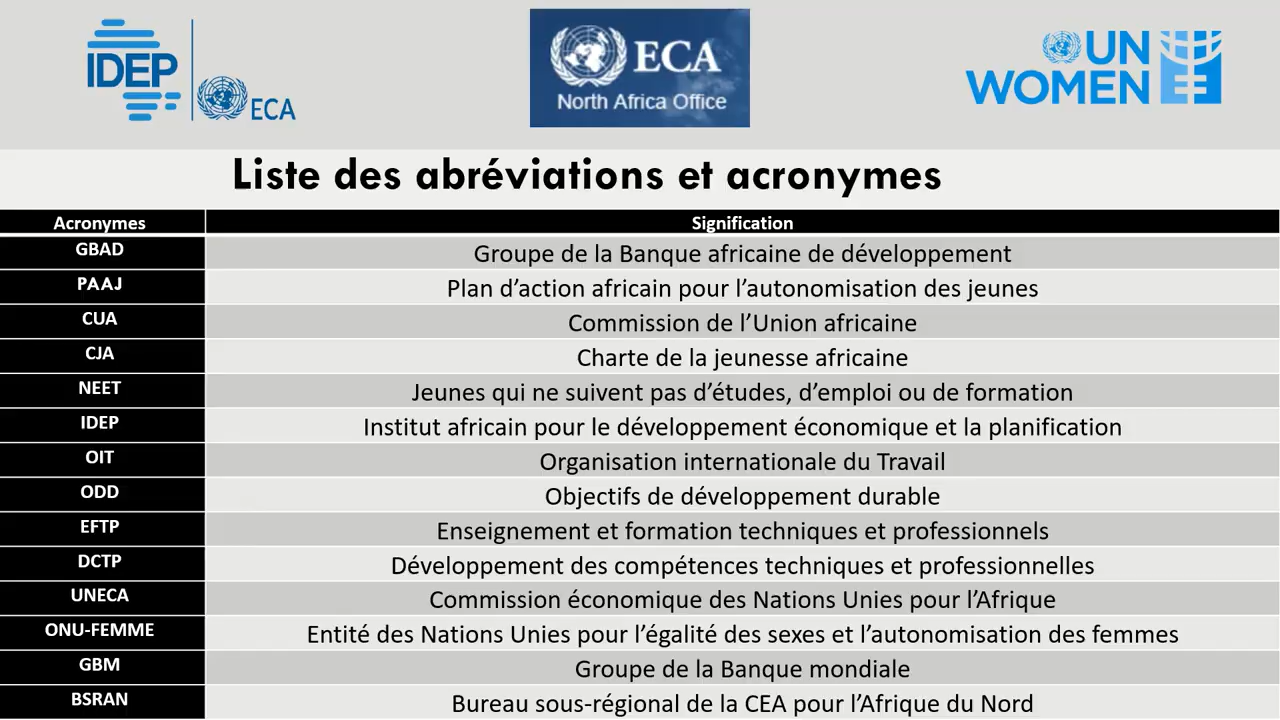 IDEP
ECA
ECA
North Africa Office
UN
WOMEN
Liste des abréviations et acronymes
Acronymes Signification
GBAD Groupe de la Banque africaine de développement
PAAJ Plan d’action africain pour l’autonomisation des jeunes
CUA Commission de l’Union africaine
CJA Charte de la jeunesse africaine
NEET Jeunes qui ne suivent pas d’études, d’emploi ou de formation
IDEP Institut africain pour le développement économique et la planification
OIT Organisation internationale du Travail
ODD Objectifs de développement durable
EFTP Enseignement et formation techniques et professionnels
DCTP Développement des compétences techniques et professionnelles
UNECA Commission économique des Nations Unies pour l’Afrique
ONU-FEMME Entité des Nations Unies pour l’égalité des sexes et l’autonomisation des femmes
GBM Groupe de la Banque mondiale
BSRAN Bureau sous-régional de la CEA pour l’Afrique du Nord